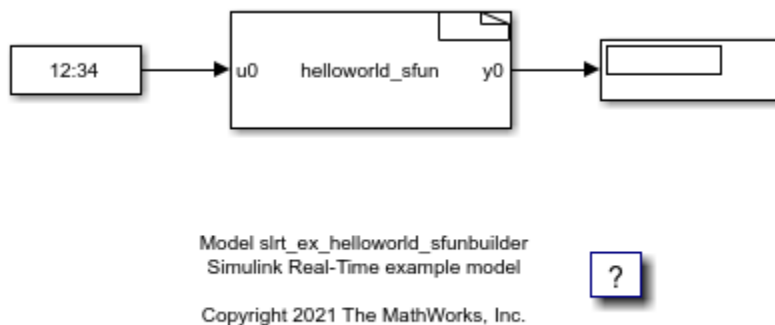 12:34
u0
helloworld_sfun
y0
Model slrt_ex_helloworld_sfunbuilder
Simulink Real-Time example model
?
Copyright 2021 The MathWorks, Inc.